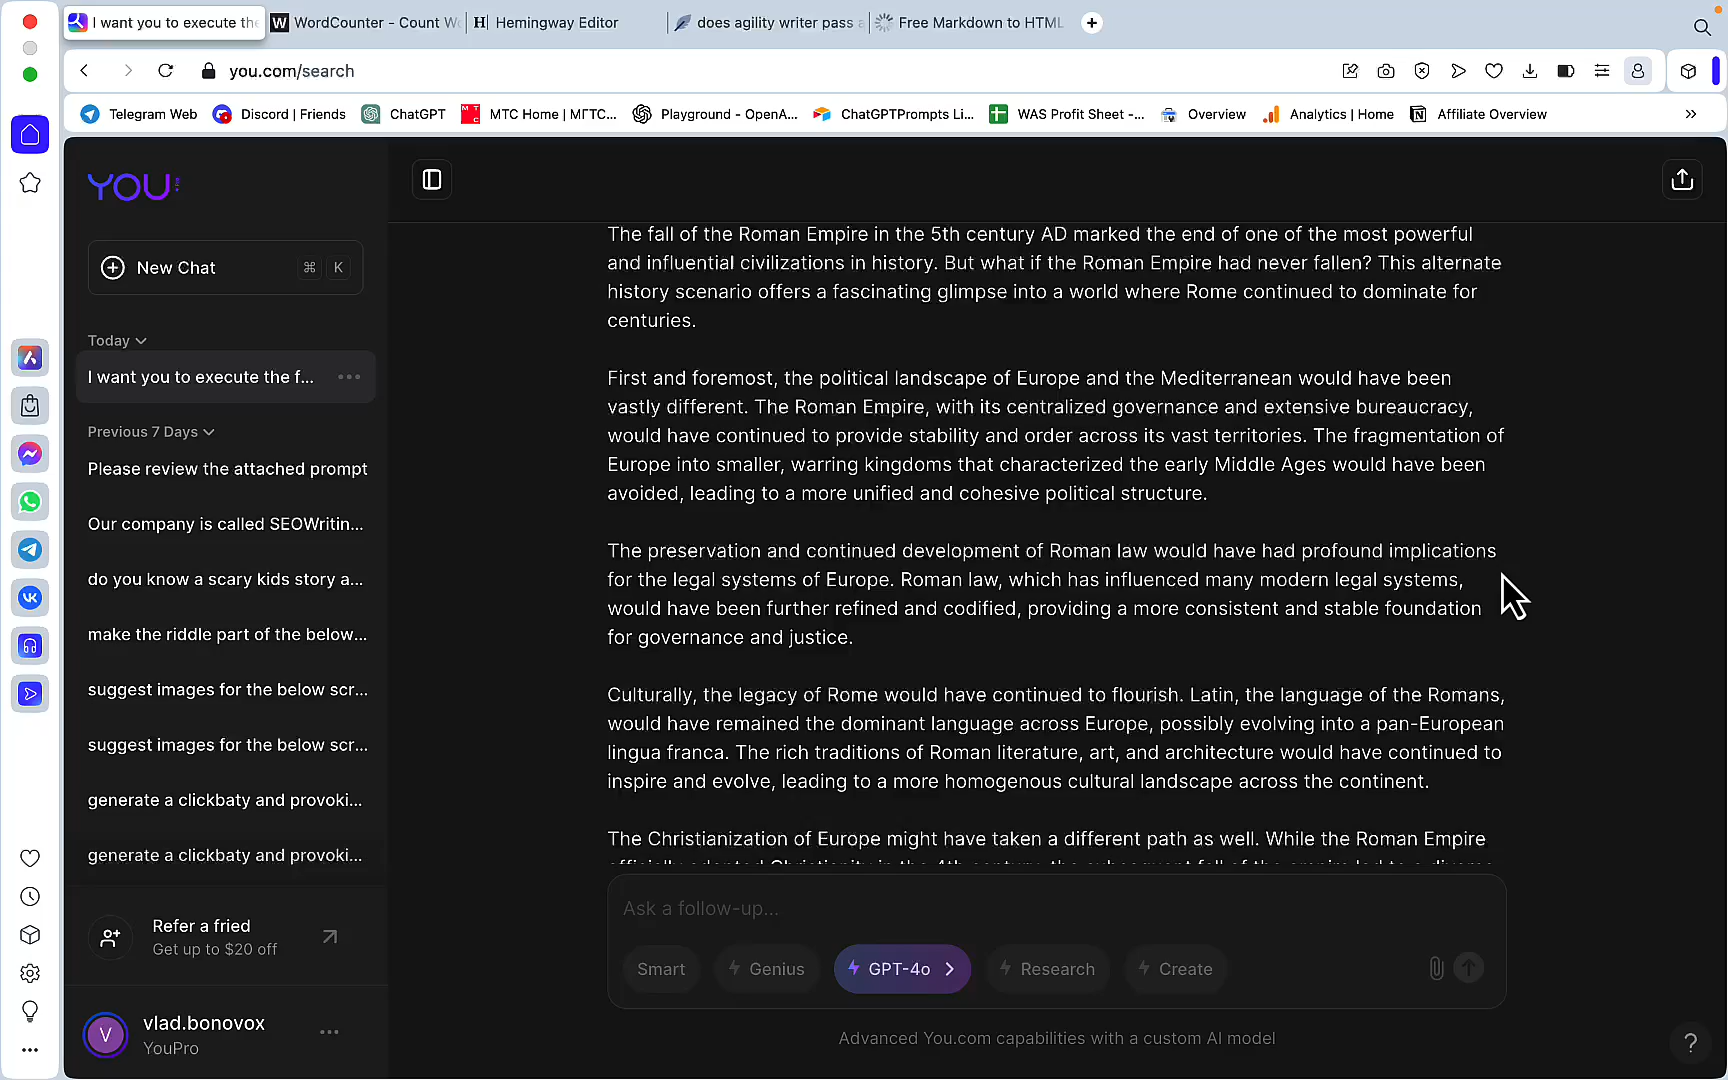 I want you to execute the
WordCounter - Count W
H Hemingway Editor
does agility writer pass
Free Markdown to HTML
you.com/search
Telegram Web
Discord | Friends
ChatGPT
МТС Home | МГТС...
Playground - OpenA...
ChatGPTPrompts Li...
WAS Profit Sheet -...
Overview
Analytics | Home
Affiliate Overview
YOU
New Chat ⌘ K
Today
I want you to execute the f...
Previous 7 Days
Please review the attached prompt
Our company is called SEOWritin...
do you know a scary kids story a...
make the riddle part of the below...
suggest images for the below scr...
suggest images for the below scr...
generate a clickbaty and provoki...
generate a clickbaty and provoki...
Refer a fried
Get up to $20 off
V
vlad.bonovox
YouPro
The fall of the Roman Empire in the 5th century AD marked the end of one of the most powerful
and influential civilizations in history. But what if the Roman Empire had never fallen? This alternate
history scenario offers a fascinating glimpse into a world where Rome continued to dominate for
centuries.
First and foremost, the political landscape of Europe and the Mediterranean would have been
vastly different. The Roman Empire, with its centralized governance and extensive bureaucracy,
would have continued to provide stability and order across its vast territories. The fragmentation of
Europe into smaller, warring kingdoms that characterized the early Middle Ages would have been
avoided, leading to a more unified and cohesive political structure.
The preservation and continued development of Roman law would have had profound implications
for the legal systems of Europe. Roman law, which has influenced many modern legal systems,
would have been further refined and codified, providing a more consistent and stable foundation
for governance and justice.
Culturally, the legacy of Rome would have continued to flourish. Latin, the language of the Romans,
would have remained the dominant language across Europe, possibly evolving into a pan-European
lingua franca. The rich traditions of Roman literature, art, and architecture would have continued to
inspire and evolve, leading to a more homogenous cultural landscape across the continent.
The Christianization of Europe might have taken a different path as well. While the Roman Empire
Ask a follow-up...
Smart
Genius
GPT-4o
Research
Create
Advanced You.com capabilities with a custom AI model
?